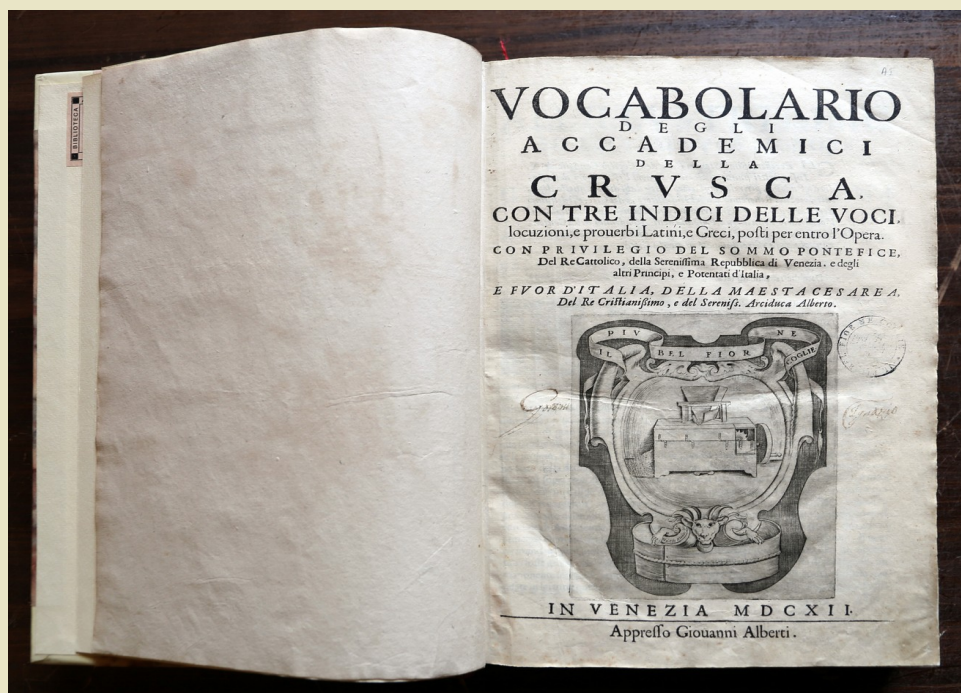 BIBLIOTECA
VOCABOLARIO
DEGLI
ACCADEMICI
DELLA
CRVSCA,
CON TRE INDICI DELLE VOCI,
locuzioni, e prouerbi Latini, e Greci, poſti per entro l'Opera.
CON PRIVILEGIO DEL SOMMO PONTEFICE,
Del Re Cattolico, della Sereniſſima Repubblica di Venezia. e degli
altri Principi, e Potentati d'Italia,
E FVOR D'ITALIA, DELLA MAESTA CESAREA,
Del Re Criſtianiſſimo, e del Sereniſs. Arciduca Alberto.
IL PIV BEL FIOR NE COGLIE
IN VENEZIA MDCXII.
Appreſſo Giouanni Alberti.